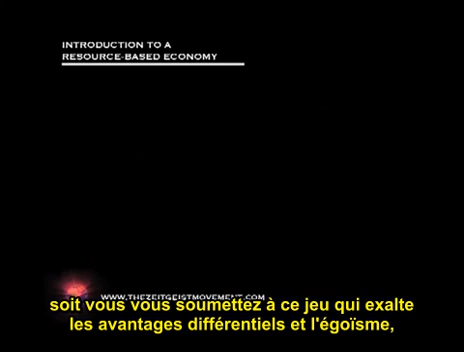 INTRODUCTION TO A
RESOURCE-BASED ECONOMY
WWW.THEZEITGEISTMOVEMENT.COM
soit vous vous soumettez à ce jeu qui exalte
les avantages différentiels et l'égoïsme,